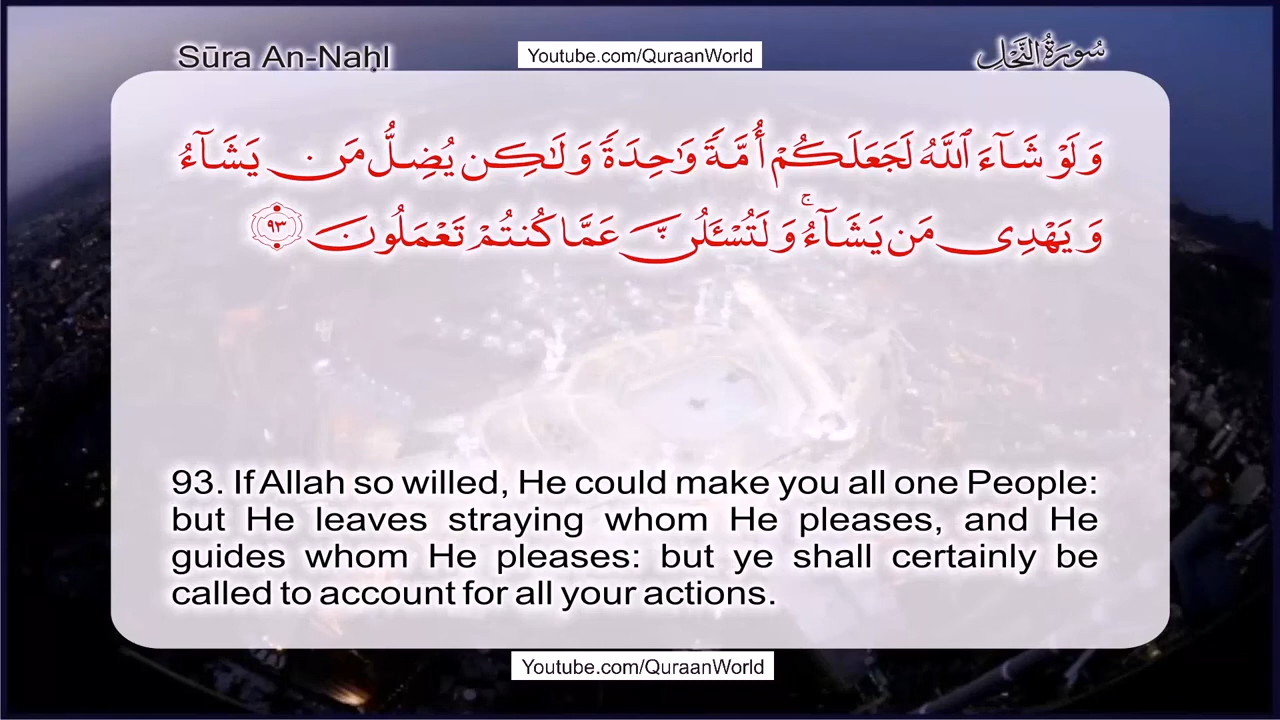 Sūra An-Naḥl
Youtube.com/QuraanWorld
سُورَةُ النَّحْلِ
وَلَوْ شَآءَ ٱللَّهُ لَجَعَلَكُمْ أُمَّةً وَٰحِدَةً وَلَٰكِن يُضِلُّ مَن يَشَآءُ
وَيَهْدِى مَن يَشَآءُ ۚ وَلَتُسْـَٔلُنَّ عَمَّا كُنتُمْ تَعْمَلُونَ ٩٣
93. If Allah so willed, He could make you all one People:
but He leaves straying whom He pleases, and He
guides whom He pleases: but ye shall certainly be
called to account for all your actions.
Youtube.com/QuraanWorld